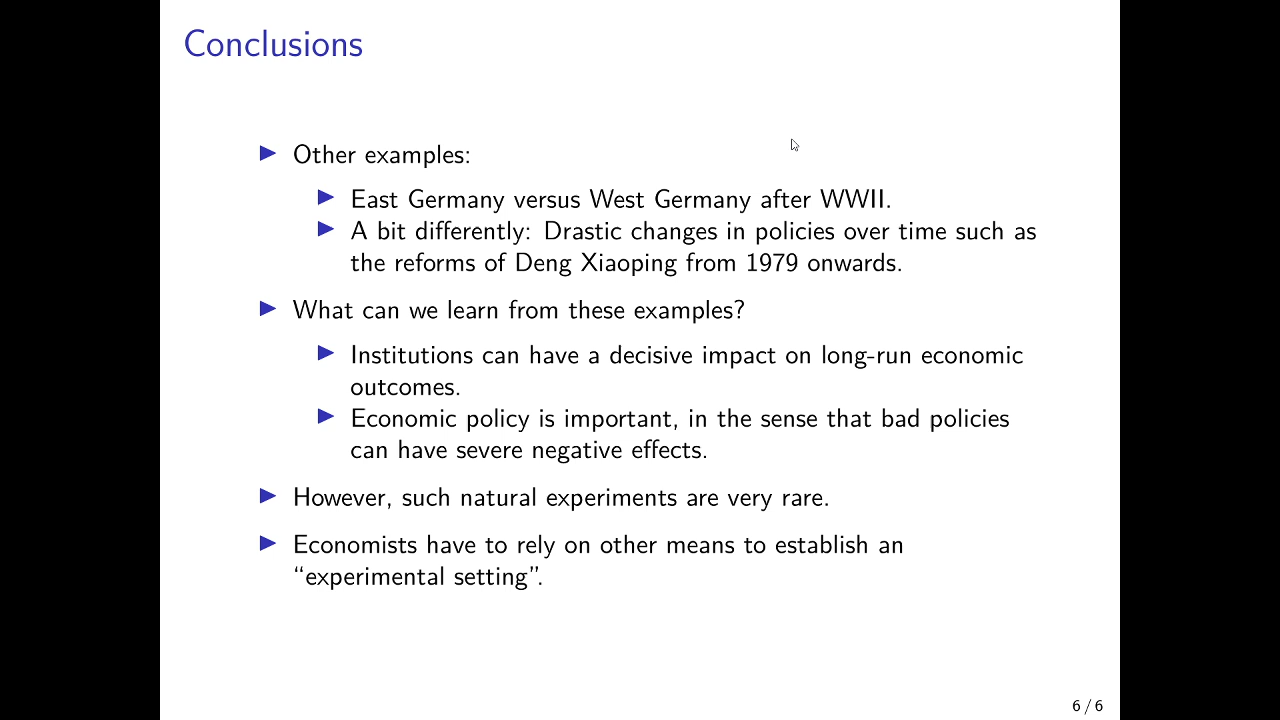 Conclusions
Other examples:
East Germany versus West Germany after WWII.
A bit differently: Drastic changes in policies over time such as
the reforms of Deng Xiaoping from 1979 onwards.
What can we learn from these examples?
Institutions can have a decisive impact on long-run economic
outcomes.
Economic policy is important, in the sense that bad policies
can have severe negative effects.
However, such natural experiments are very rare.
Economists have to rely on other means to establish an
“experimental setting”.
6 / 6